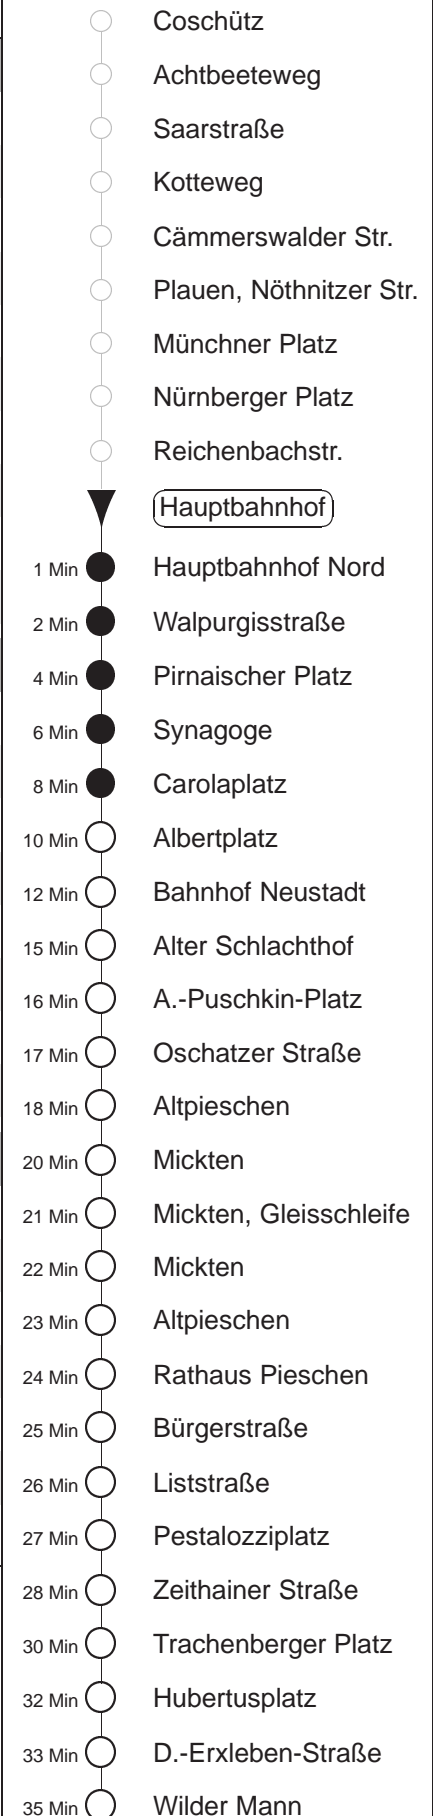 Coschütz
Achtbeeteweg
Saarstraße
Kotteweg
Cämmerswalder Str.
Plauen, Nöthnitzer Str.
Münchner Platz
Nürnberger Platz
Reichenbachstr.
Hauptbahnhof
1 Min Hauptbahnhof Nord
2 Min Walpurgisstraße
4 Min Pirnaischer Platz
6 Min Synagoge
8 Min Carolaplatz
10 Min Albertplatz
12 Min Bahnhof Neustadt
15 Min Alter Schlachthof
16 Min A.-Puschkin-Platz
17 Min Oschatzer Straße
18 Min Altpieschen
20 Min Mickten
21 Min Mickten, Gleisschleife
22 Min Mickten
23 Min Altpieschen
24 Min Rathaus Pieschen
25 Min Bürgerstraße
26 Min Liststraße
27 Min Pestalozziplatz
28 Min Zeithainer Straße
30 Min Trachenberger Platz
32 Min Hubertusplatz
33 Min D.-Erxleben-Straße
35 Min Wilder Mann